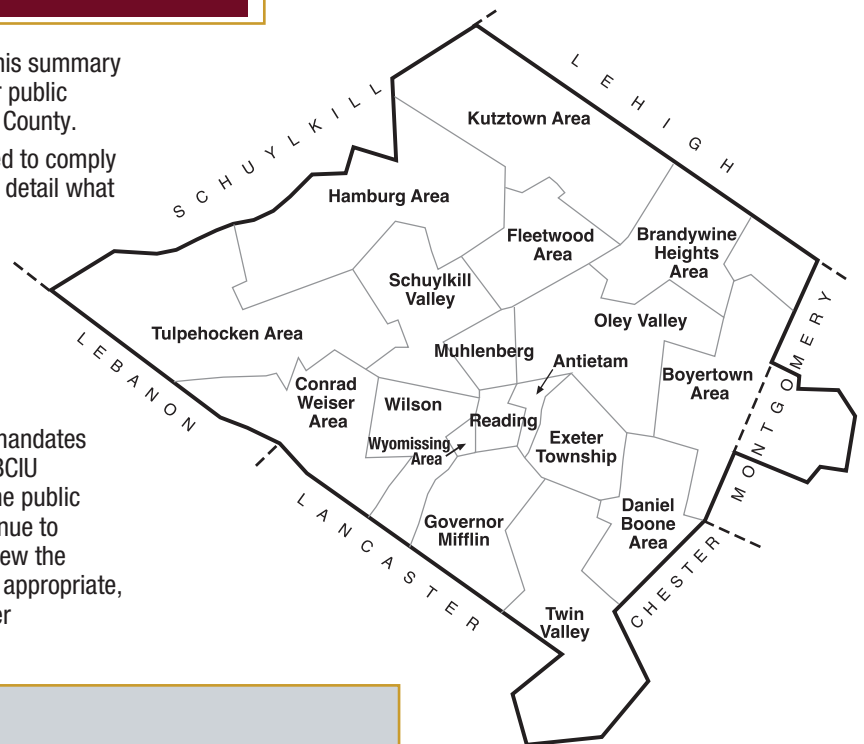 his summary
r public
County.
ed to comply
detail what
mandates
BCIU
ne public
nue to
ew the
appropriate,
er
SCHUYLKILL
LEHIGH
Kutztown Area
Hamburg Area
Fleetwood
Area
Brandywine
Heights
Area
Schuylkill
Valley
Oley Valley
Tulpehocken Area
Muhlenberg
Antietam
MONTGOMERY
LEBANON
Conrad
Weiser
Area
Wilson
Boyertown
Area
Reading
Wyomissing
Area
Exeter
Township
Daniel
Boone
Area
Governor
Mifflin
LANCASTER
CHESTER
Twin
Valley